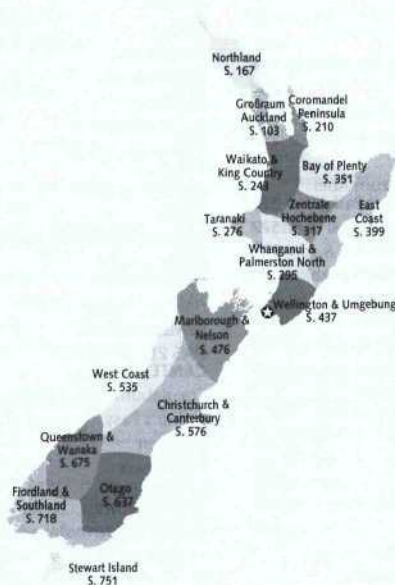 Northland
S. 167
Großraum
Auckland
S. 103
Coromandel
Peninsula
S. 210
Waikato &
King Country
S. 243
Bay of Plenty
S. 351
Taranaki
S. 276
Zentrale
Hochebene
S. 317
East
Coast
S. 399
Whanganui &
Palmerston North
S. 295
Wellington & Umgebung
S. 437
Marlborough &
Nelson
S. 476
West Coast
S. 535
Christchurch &
Canterbury
S. 576
Queenstown &
Wanaka
S. 675
Otago
S. 637
Fiordland &
Southland
S. 718
Stewart Island
S. 751